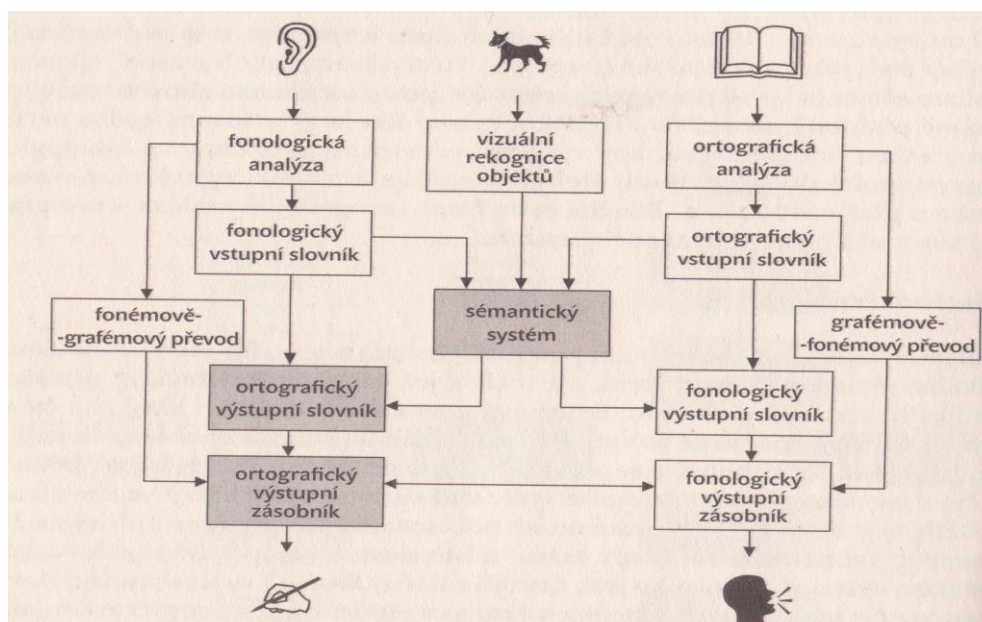 fonologická
analýza
vizuální
rekognice
objektů
ortografická
analýza
fonologický
vstupní slovník
ortografický
vstupní slovník
fonémově-
-grafémový převod
sémantický
systém
grafémově-
-fonémový převod
ortografický
výstupní slovník
fonologický
výstupní slovník
ortografický
výstupní
zásobník
fonologický
výstupní
zásobník